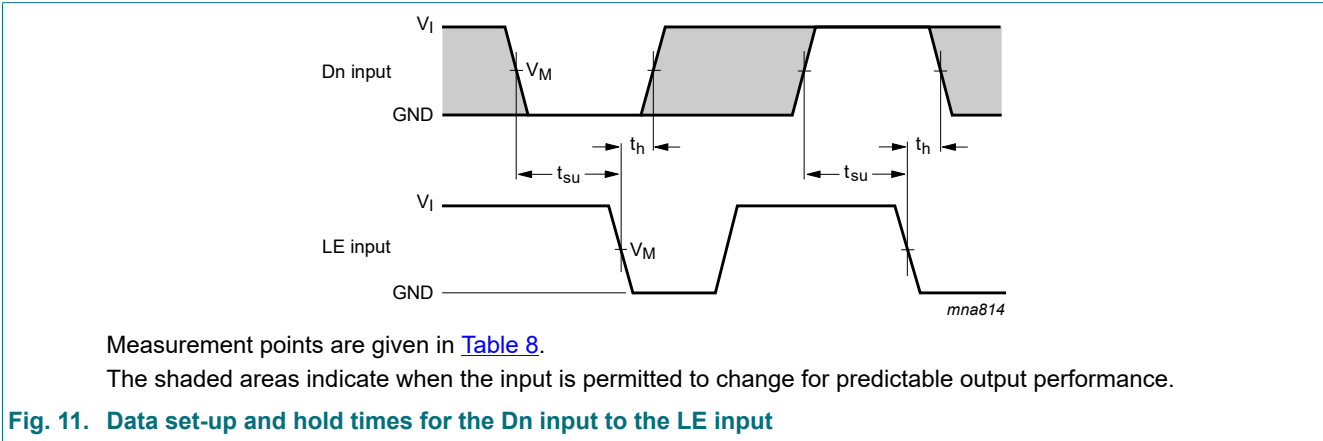 VI
Dn input
VM
GND
th
th
tsu
tsu
VI
LE input
VM
GND
mna814
Measurement points are given in Table 8.
The shaded areas indicate when the input is permitted to change for predictable output performance.
Fig. 11. Data set-up and hold times for the Dn input to the LE input